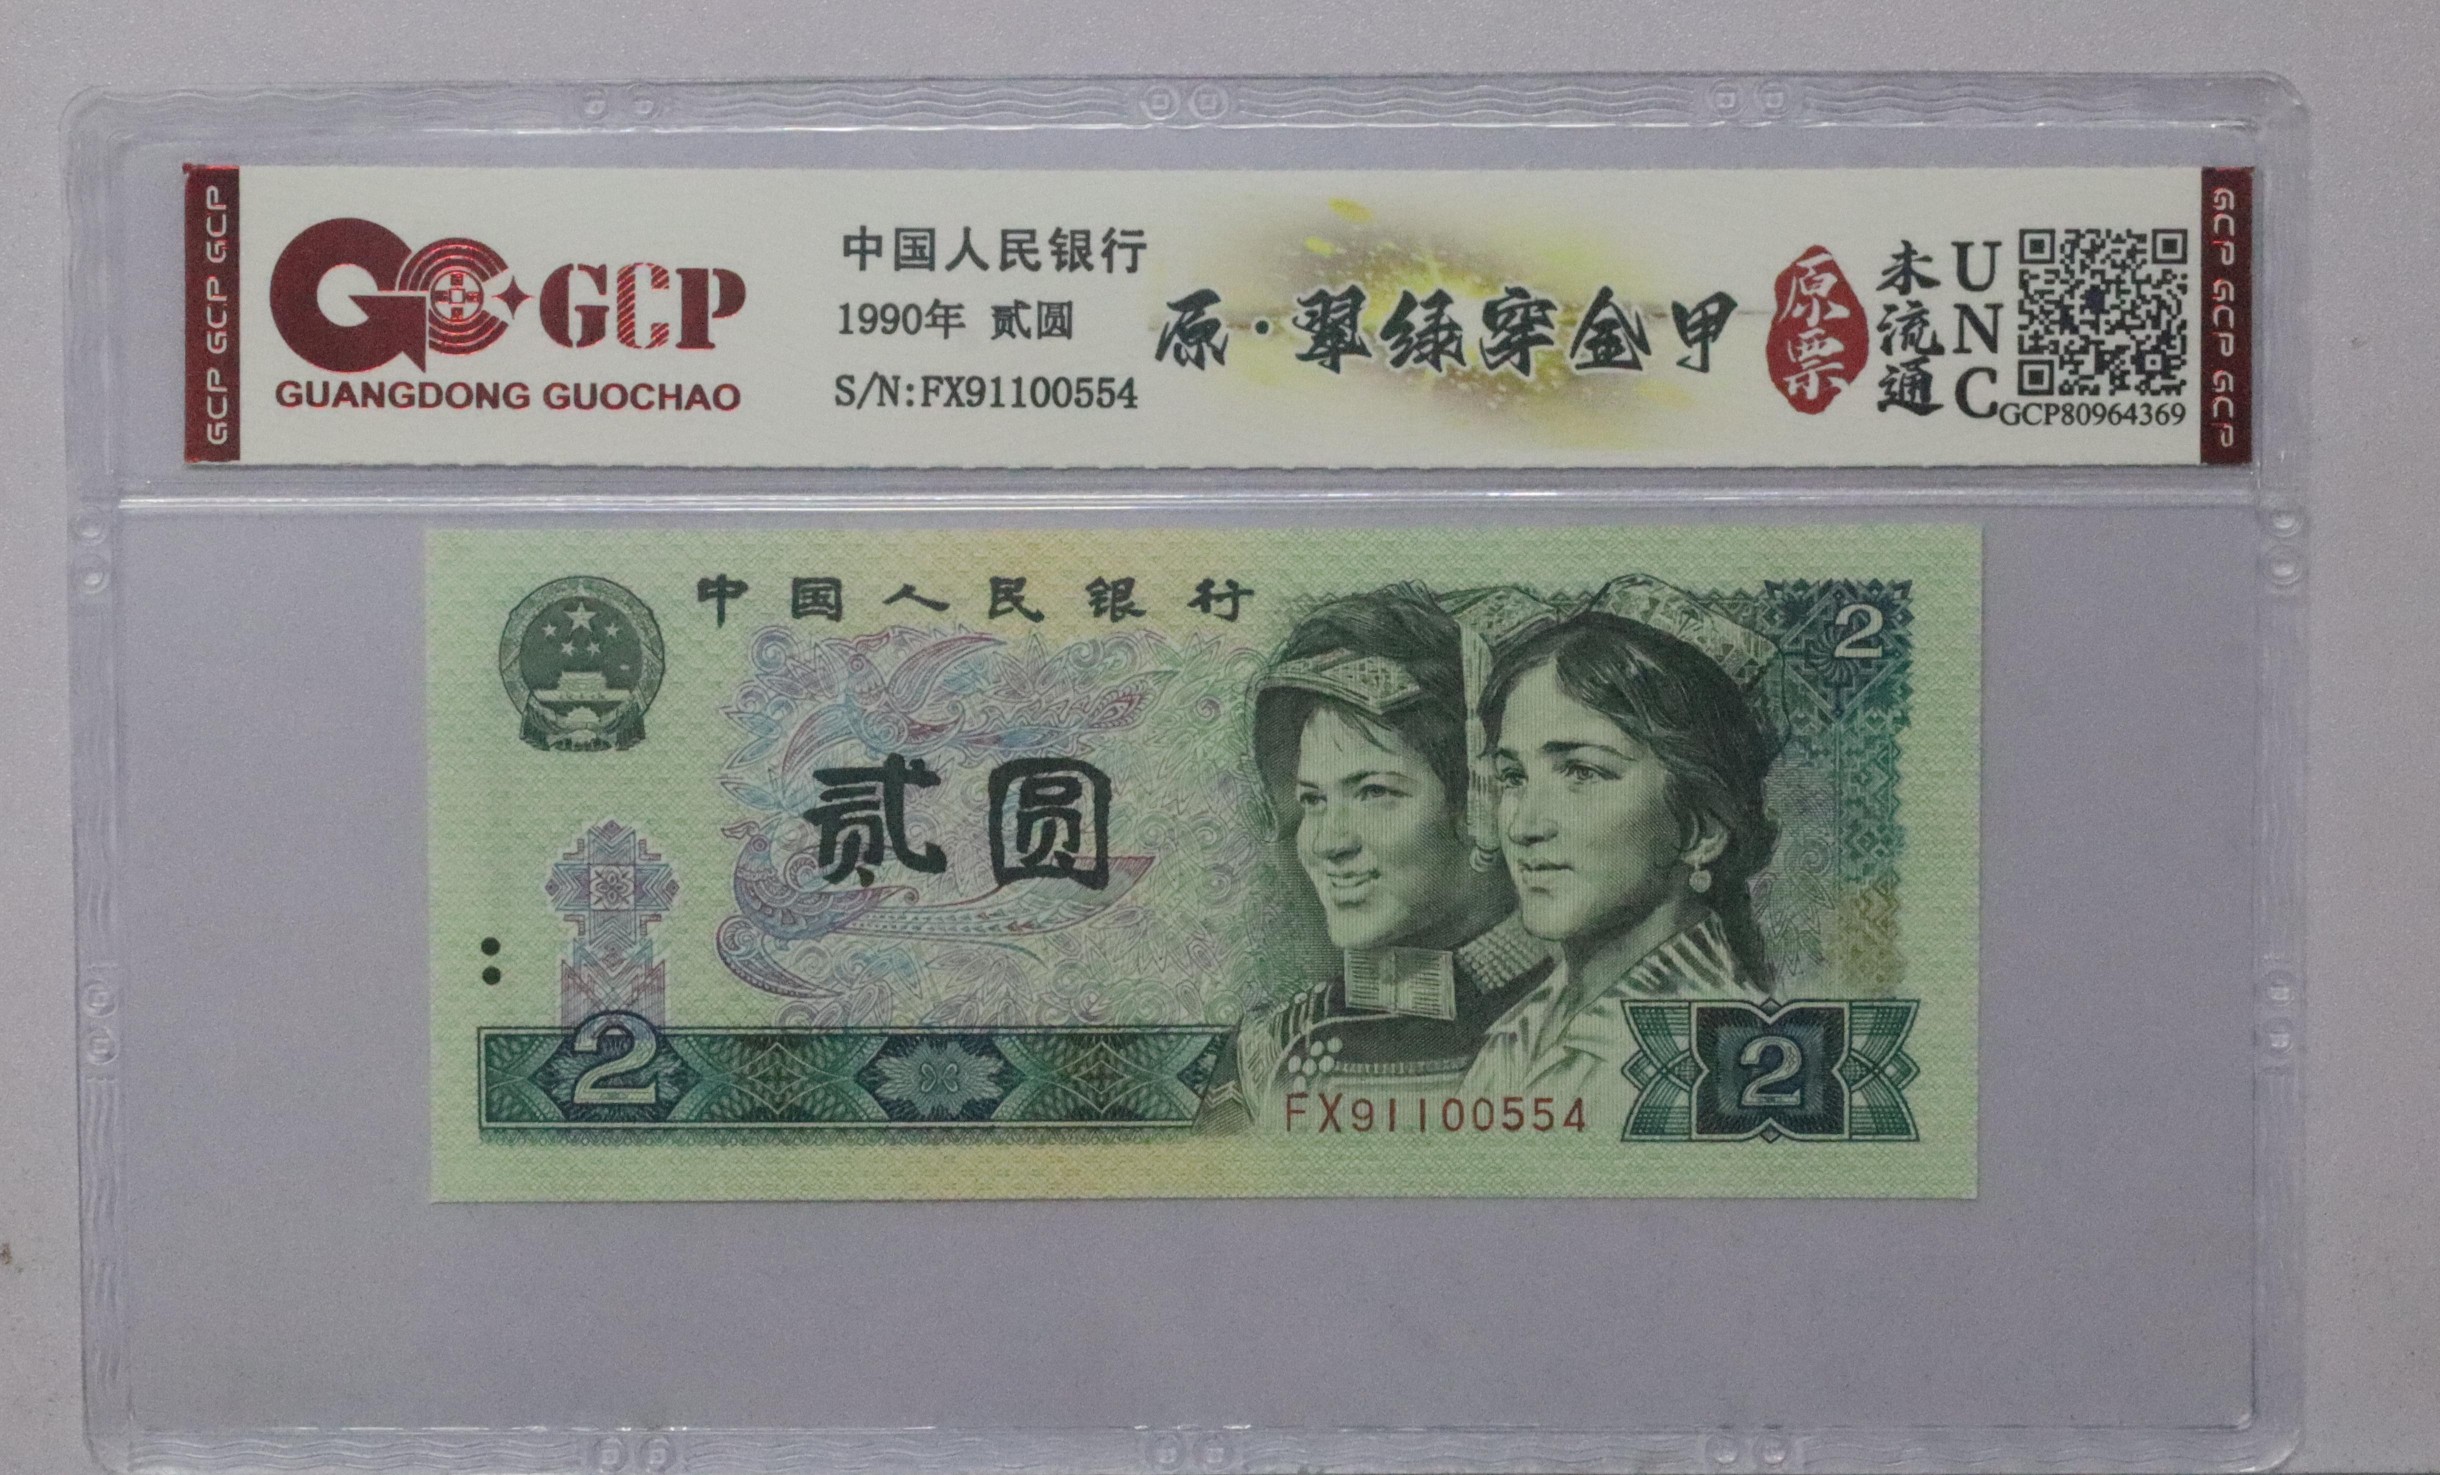 GCP GCP GCP
GCP
GUANGDONG GUOCHAO
中国人民银行
1990年 贰圆
S/N:FX91100554
原·翠绿穿金甲
原票
未流通
UNC
GCP80964369
GCP GCP GCP
中国人民银行
2
贰圆
2
FX91100554
2